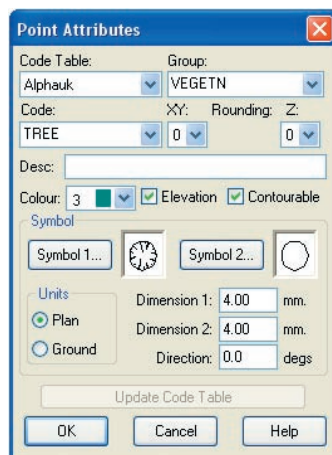 Point Attributes
Code Table: Group:
Alphauk VEGETN
Code: XY: Rounding: Z:
TREE 0 0
Desc:
Colour: 3 Elevation Contourable
Symbol
Symbol 1... Symbol 2...
Units
Plan
Ground
Dimension 1: 4.00 mm.
Dimension 2: 4.00 mm.
Direction: 0.0 degs
Update Code Table
OK Cancel Help